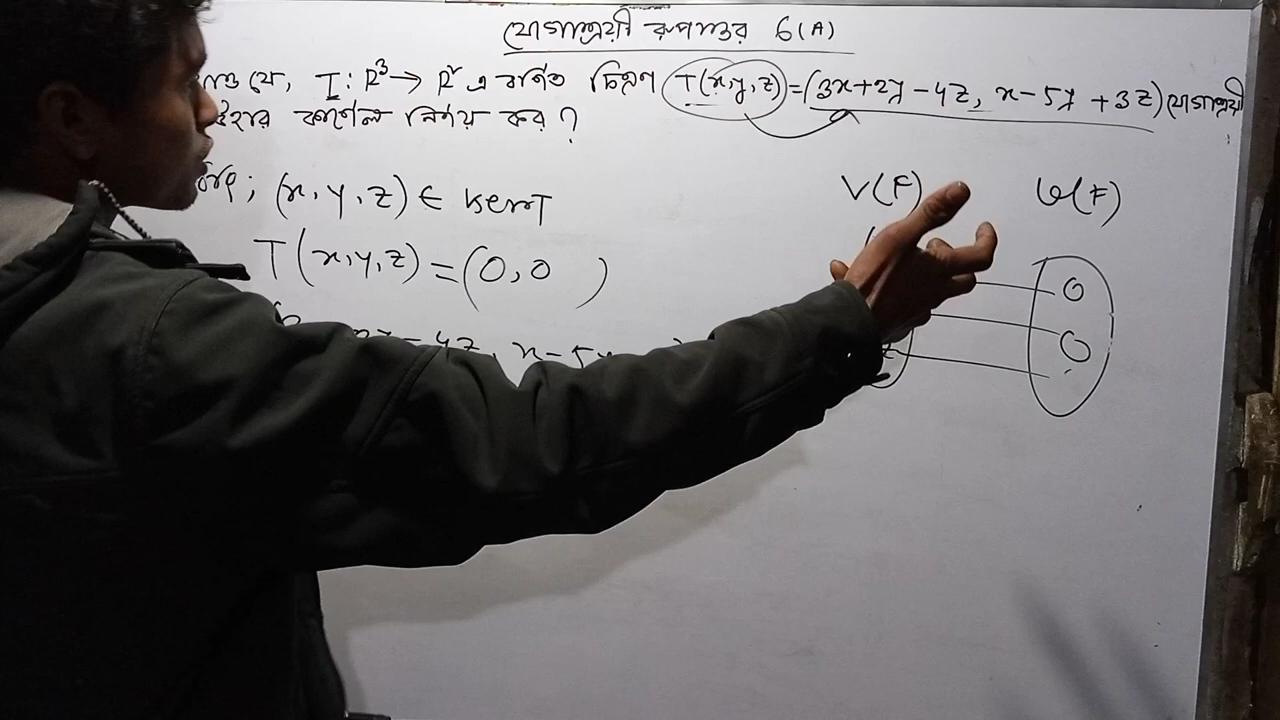 যোগাশ্রয়ী রূপান্তর 6(A)
যে, T : R³ → R² এ বর্ণিত চিত্রণ T(x,y,z)=(3x+2y-4z, x-5y+3z) যোগাশ্রয়ী
ইহার কার্ণেল নির্ণয় কর?
; (x, y, z) ∈ KerT
V(F) U(F)
T(x,y,z)=(0,0 )
-4z, x-5y
0
0
z